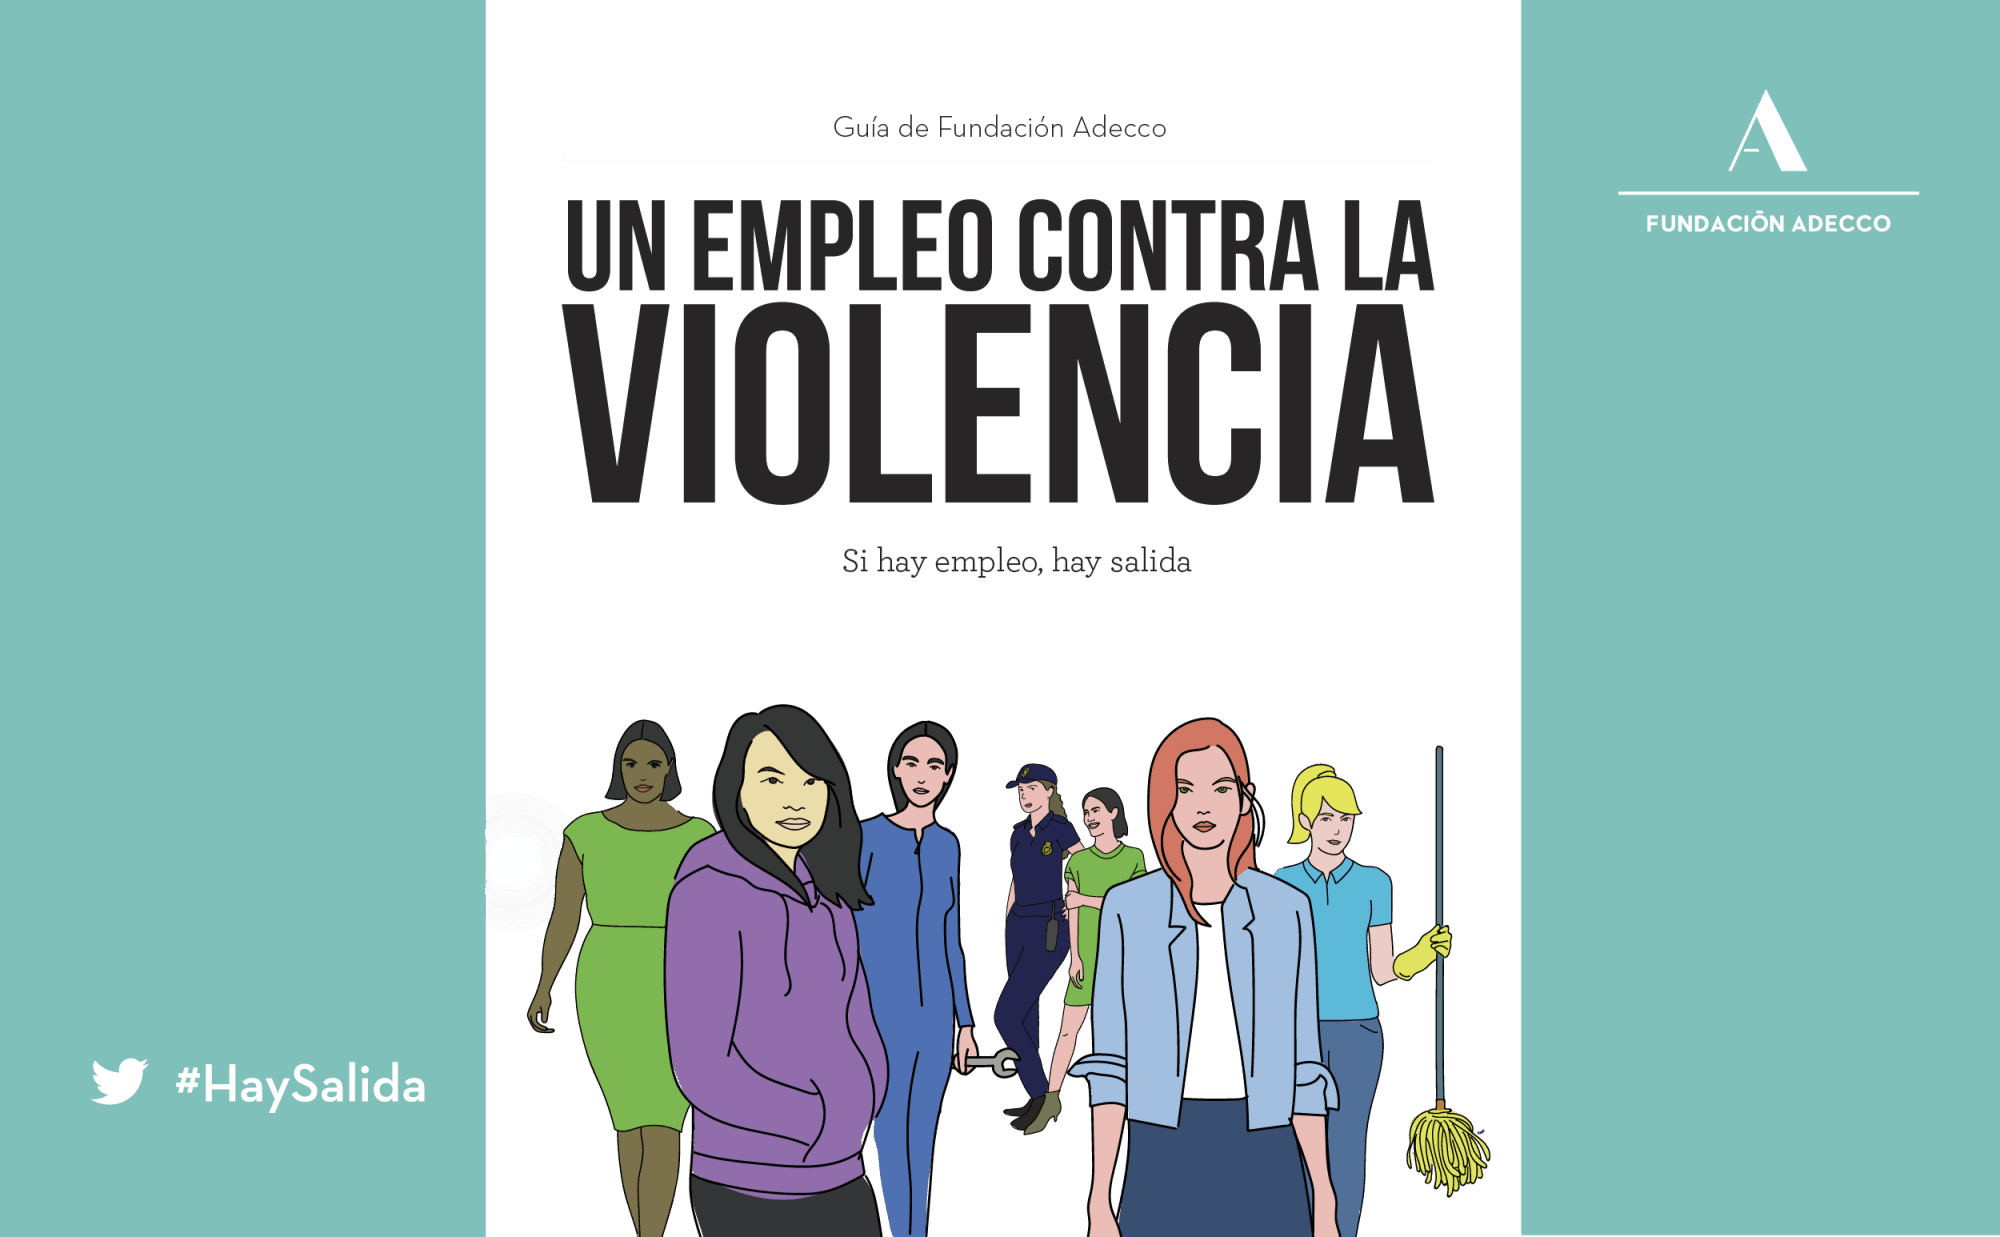 Guía de Fundación Adecco
UN EMPLEO CONTRA LA
VIOLENCIA
Si hay empleo, hay salida
A
FUNDACIÓN ADECCO
#HaySalida